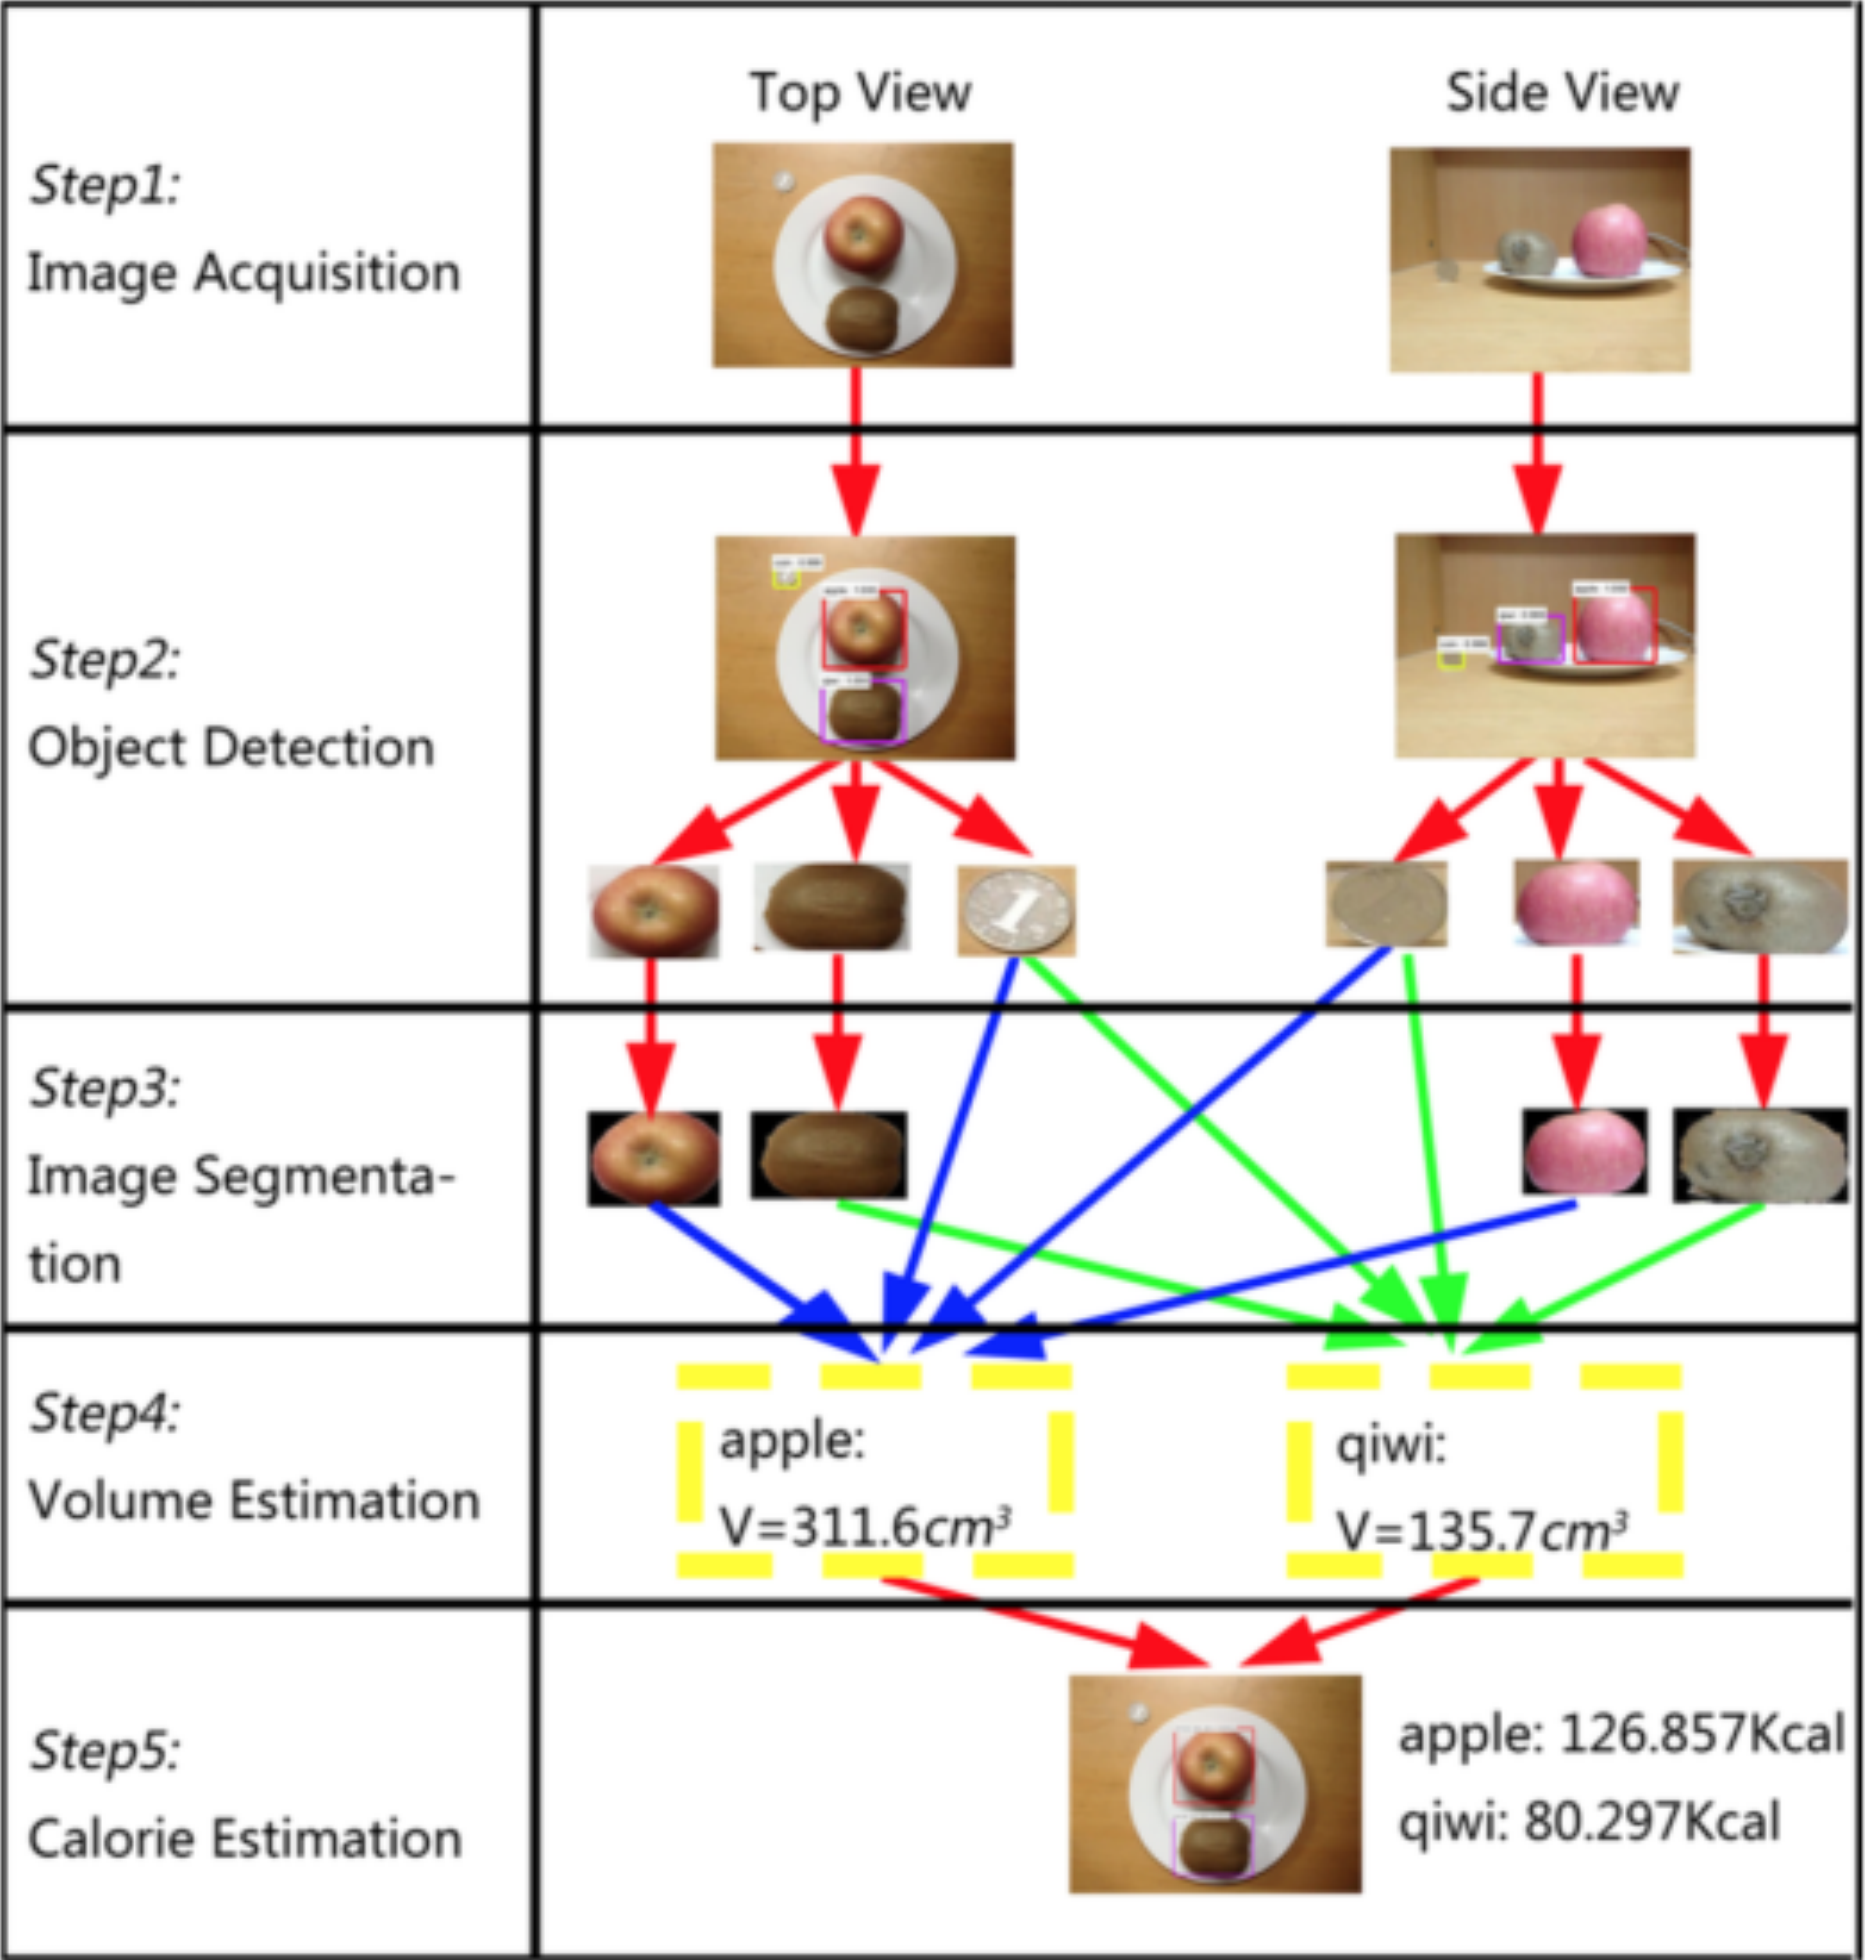 Top View
Side View
Step1:
Image Acquisition
Step2:
Object Detection
1
Step3:
Image Segmenta-
tion
Step4:
Volume Estimation
apple:
V=311.6cm³
qiwi:
V=135.7cm³
Step5:
Calorie Estimation
apple: 126.857Kcal
qiwi: 80.297Kcal